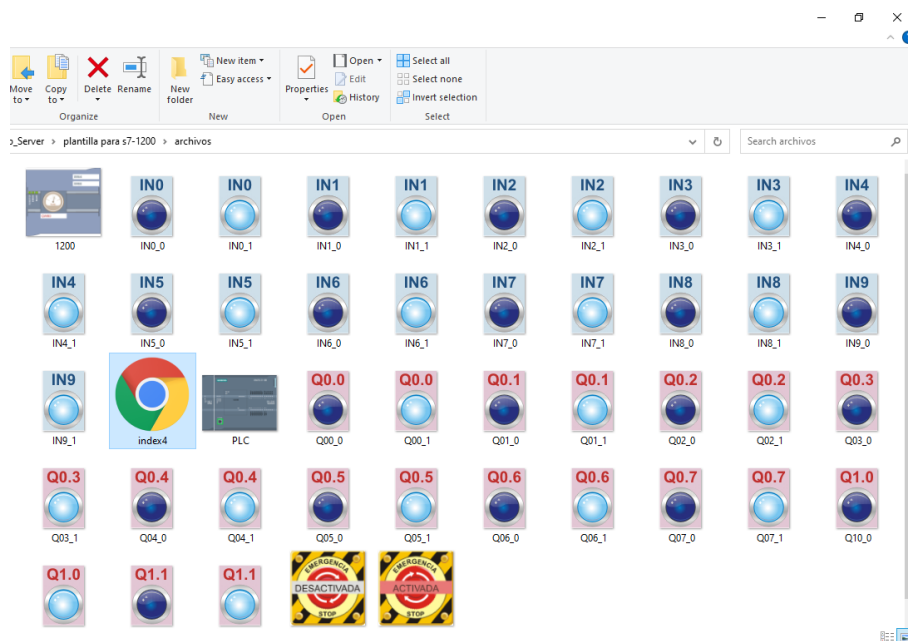 New item
Open
Select all
Easy access
Edit
Select none
Move to
Copy to
Delete
Rename
New folder
Properties
History
Invert selection
Organize
New
Open
Select
_Server > plantilla para s7-1200 > archivos
Search archivos
IN0 IN0 IN1 IN1 IN2 IN2 IN3 IN3 IN4
1200 IN0_0 IN0_1 IN1_0 IN1_1 IN2_0 IN2_1 IN3_0 IN3_1 IN4_0
IN4 IN5 IN5 IN6 IN6 IN7 IN7 IN8 IN8 IN9
IN4_1 IN5_0 IN5_1 IN6_0 IN6_1 IN7_0 IN7_1 IN8_0 IN8_1 IN9_0
IN9 Q0.0 Q0.0 Q0.1 Q0.1 Q0.2 Q0.2 Q0.3
IN9_1 index4 PLC Q00_0 Q00_1 Q01_0 Q01_1 Q02_0 Q02_1 Q03_0
Q0.3 Q0.4 Q0.4 Q0.5 Q0.5 Q0.6 Q0.6 Q0.7 Q0.7 Q1.0
Q03_1 Q04_0 Q04_1 Q05_0 Q05_1 Q06_0 Q06_1 Q07_0 Q07_1 Q10_0
Q1.0 Q1.1 Q1.1 EMERGENCIA EMERGENCIA
DESACTIVADA ACTIVADA
STOP STOP